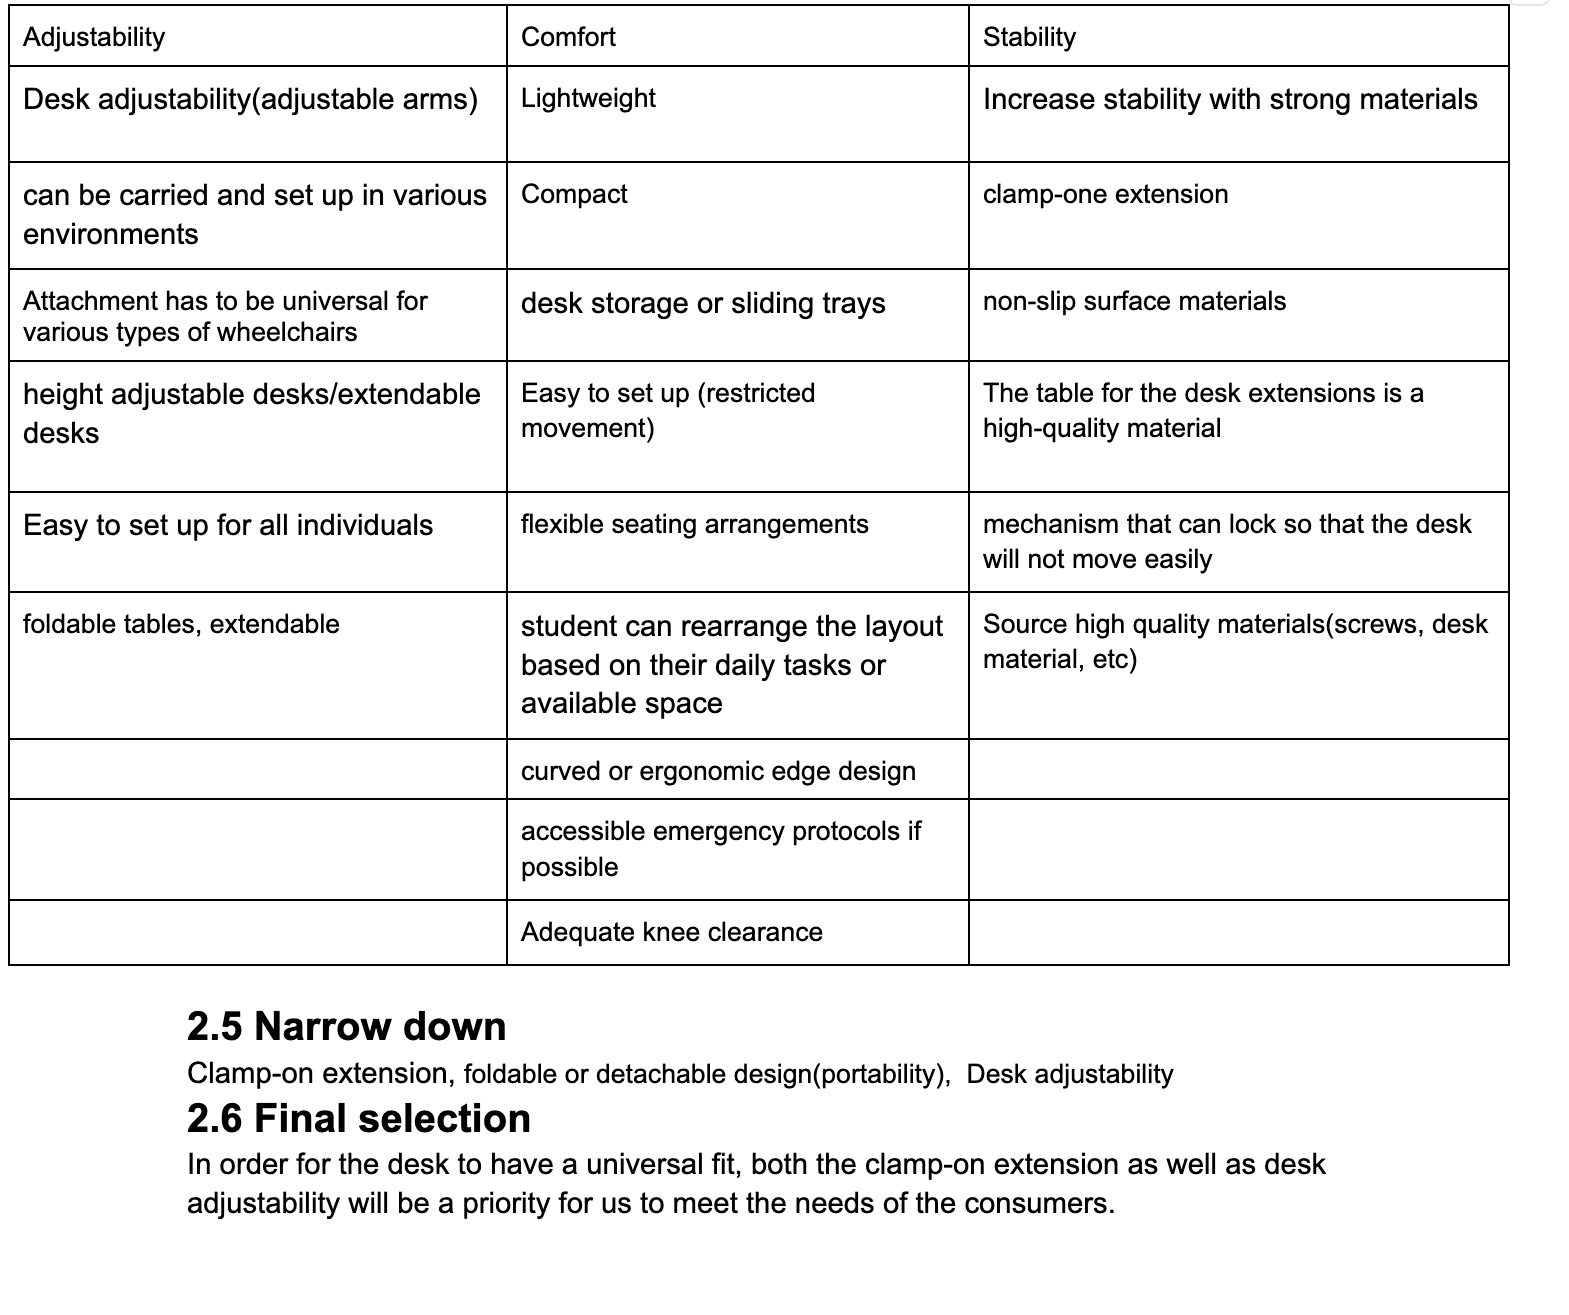 Adjustability
Comfort
Stability
Desk adjustability(adjustable arms)
Lightweight
Increase stability with strong materials
can be carried and set up in various
environments
Compact
clamp-one extension
Attachment has to be universal for
various types of wheelchairs
desk storage or sliding trays
non-slip surface materials
height adjustable desks/extendable
desks
Easy to set up (restricted
movement)
The table for the desk extensions is a
high-quality material
Easy to set up for all individuals
flexible seating arrangements
mechanism that can lock so that the desk
will not move easily
foldable tables, extendable
student can rearrange the layout
based on their daily tasks or
available space
Source high quality materials(screws, desk
material, etc)
curved or ergonomic edge design
accessible emergency protocols if
possible
Adequate knee clearance
2.5 Narrow down
Clamp-on extension, foldable or detachable design(portability),  Desk adjustability
2.6 Final selection
In order for the desk to have a universal fit, both the clamp-on extension as well as desk
adjustability will be a priority for us to meet the needs of the consumers.